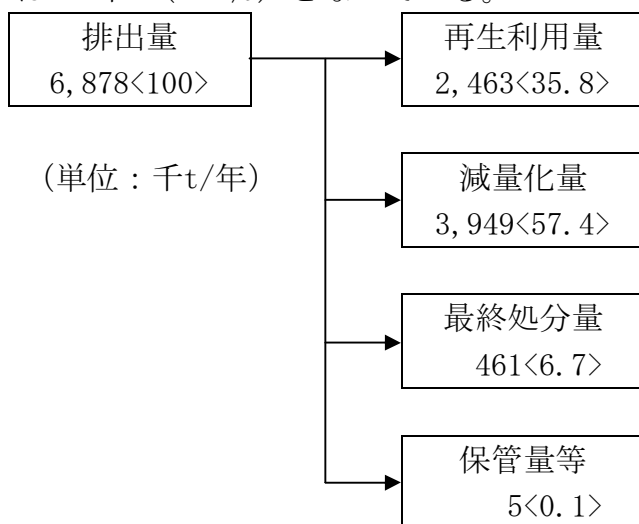 排出量
6,878<100>
再生利用量
2,463<35.8>
(単位：千t/年)
減量化量
3,949<57.4>
最終処分量
461<6.7>
保管量等
5<0.1>